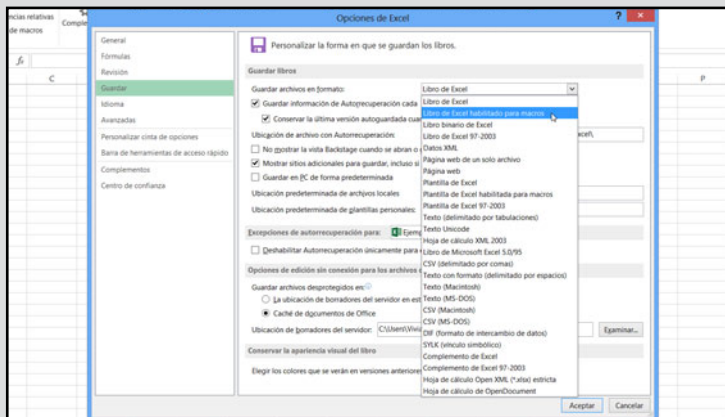 Opciones de Excel
ncias relativas
de macros
Comple
C
P
General
Fórmulas
Revisión
Guardar
Idioma
Avanzadas
Personalizar cinta de opciones
Barra de herramientas de acceso rápido
Complementos
Centro de confianza
Personalizar la forma en que se guardan los libros.
Guardar libros
Guardar archivos en formato: Libro de Excel
Guardar información de Autorrecuperación cada
Conservar la última versión autoguardada cuan
Ubicación de archivo con Autorrecuperación: xcel\
No mostrar la vista Backstage cuando se abran o
Mostrar sitios adicionales para guardar, incluso si
Guardar en PC de forma predeterminada
Ubicación predeterminada de archivos locales
Ubicación predeterminada de plantillas personales:
Excepciones de autorrecuperación para: Ejemp
Deshabilitar Autorrecuperación únicamente para
Opciones de edición sin conexión para los archivos
Guardar archivos desprotegidos en:
La ubicación de borradores del servidor en est
Caché de documentos de Office
Ubicación de borradores del servidor: C:\Users\Vivi
Examinar...
Conservar la apariencia visual del libro
Elegir los colores que se verán en versiones anteriores
Libro de Excel
Libro de Excel habilitado para macros
Libro binario de Excel
Libro de Excel 97-2003
Datos XML
Página web de un solo archivo
Página web
Plantilla de Excel
Plantilla de Excel habilitada para macros
Plantilla de Excel 97-2003
Texto (delimitado por tabulaciones)
Texto Unicode
Hoja de cálculo XML 2003
Libro de Microsoft Excel 5.0/95
CSV (delimitado por comas)
Texto con formato (delimitado por espacios)
Texto (Macintosh)
Texto (MS-DOS)
CSV (Macintosh)
CSV (MS-DOS)
DIF (formato de intercambio de datos)
SYLK (vínculo simbólico)
Complemento de Excel
Complemento de Excel 97-2003
Hoja de cálculo Open XML (*.xlsx) estricta
Hoja de cálculo de OpenDocument
Aceptar
Cancelar